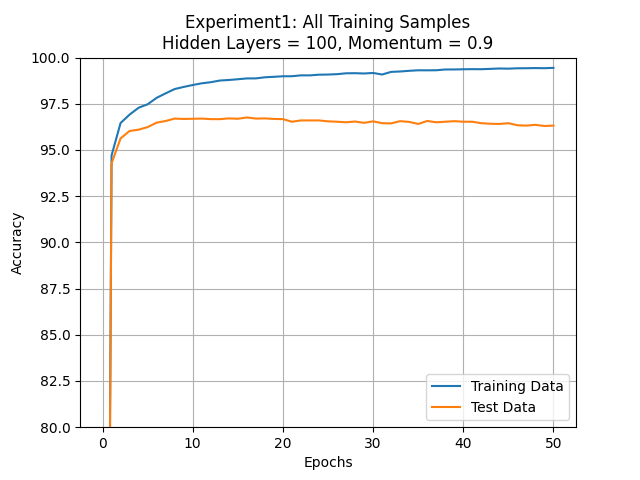 Experiment1: All Training Samples
Hidden Layers = 100, Momentum = 0.9
100.0
97.5
95.0
92.5
90.0
87.5
85.0
82.5
80.0
Accuracy
0 10 20 30 40 50
Epochs
Training Data
Test Data